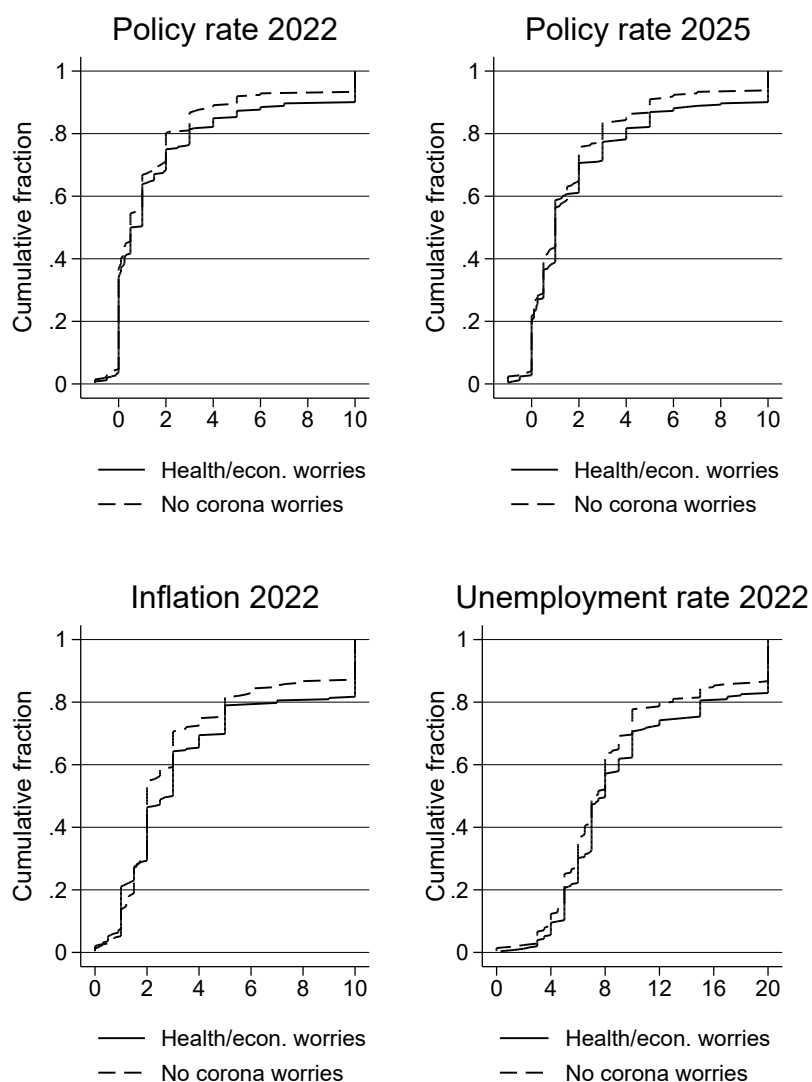 Policy rate 2022
Cumulative fraction
1
.8
.6
.4
.2
0
0 2 4 6 8 10
Health/econ. worries
No corona worries
Policy rate 2025
Cumulative fraction
1
.8
.6
.4
.2
0
0 2 4 6 8 10
Health/econ. worries
No corona worries
Inflation 2022
Cumulative fraction
1
.8
.6
.4
.2
0
0 2 4 6 8 10
Health/econ. worries
No corona worries
Unemployment rate 2022
Cumulative fraction
1
.8
.6
.4
.2
0
0 4 8 12 16 20
Health/econ. worries
No corona worries